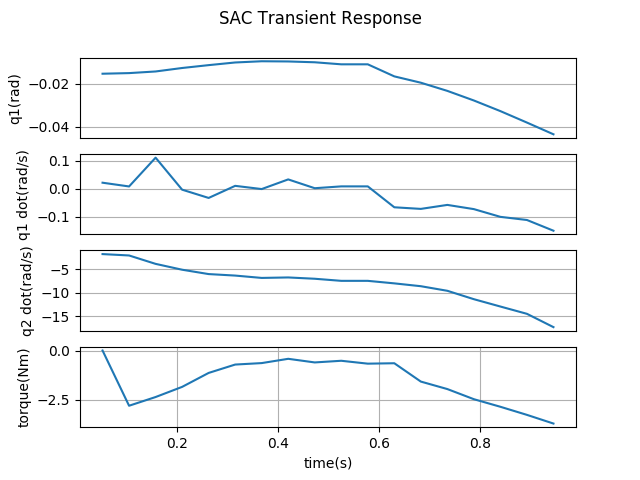 SAC Transient Response
q1(rad)
−0.02
−0.04
q1 dot(rad/s)
0.1
0.0
−0.1
q2 dot(rad/s)
−5
−10
−15
torque(Nm)
0.0
−2.5
0.2 0.4 0.6 0.8
time(s)